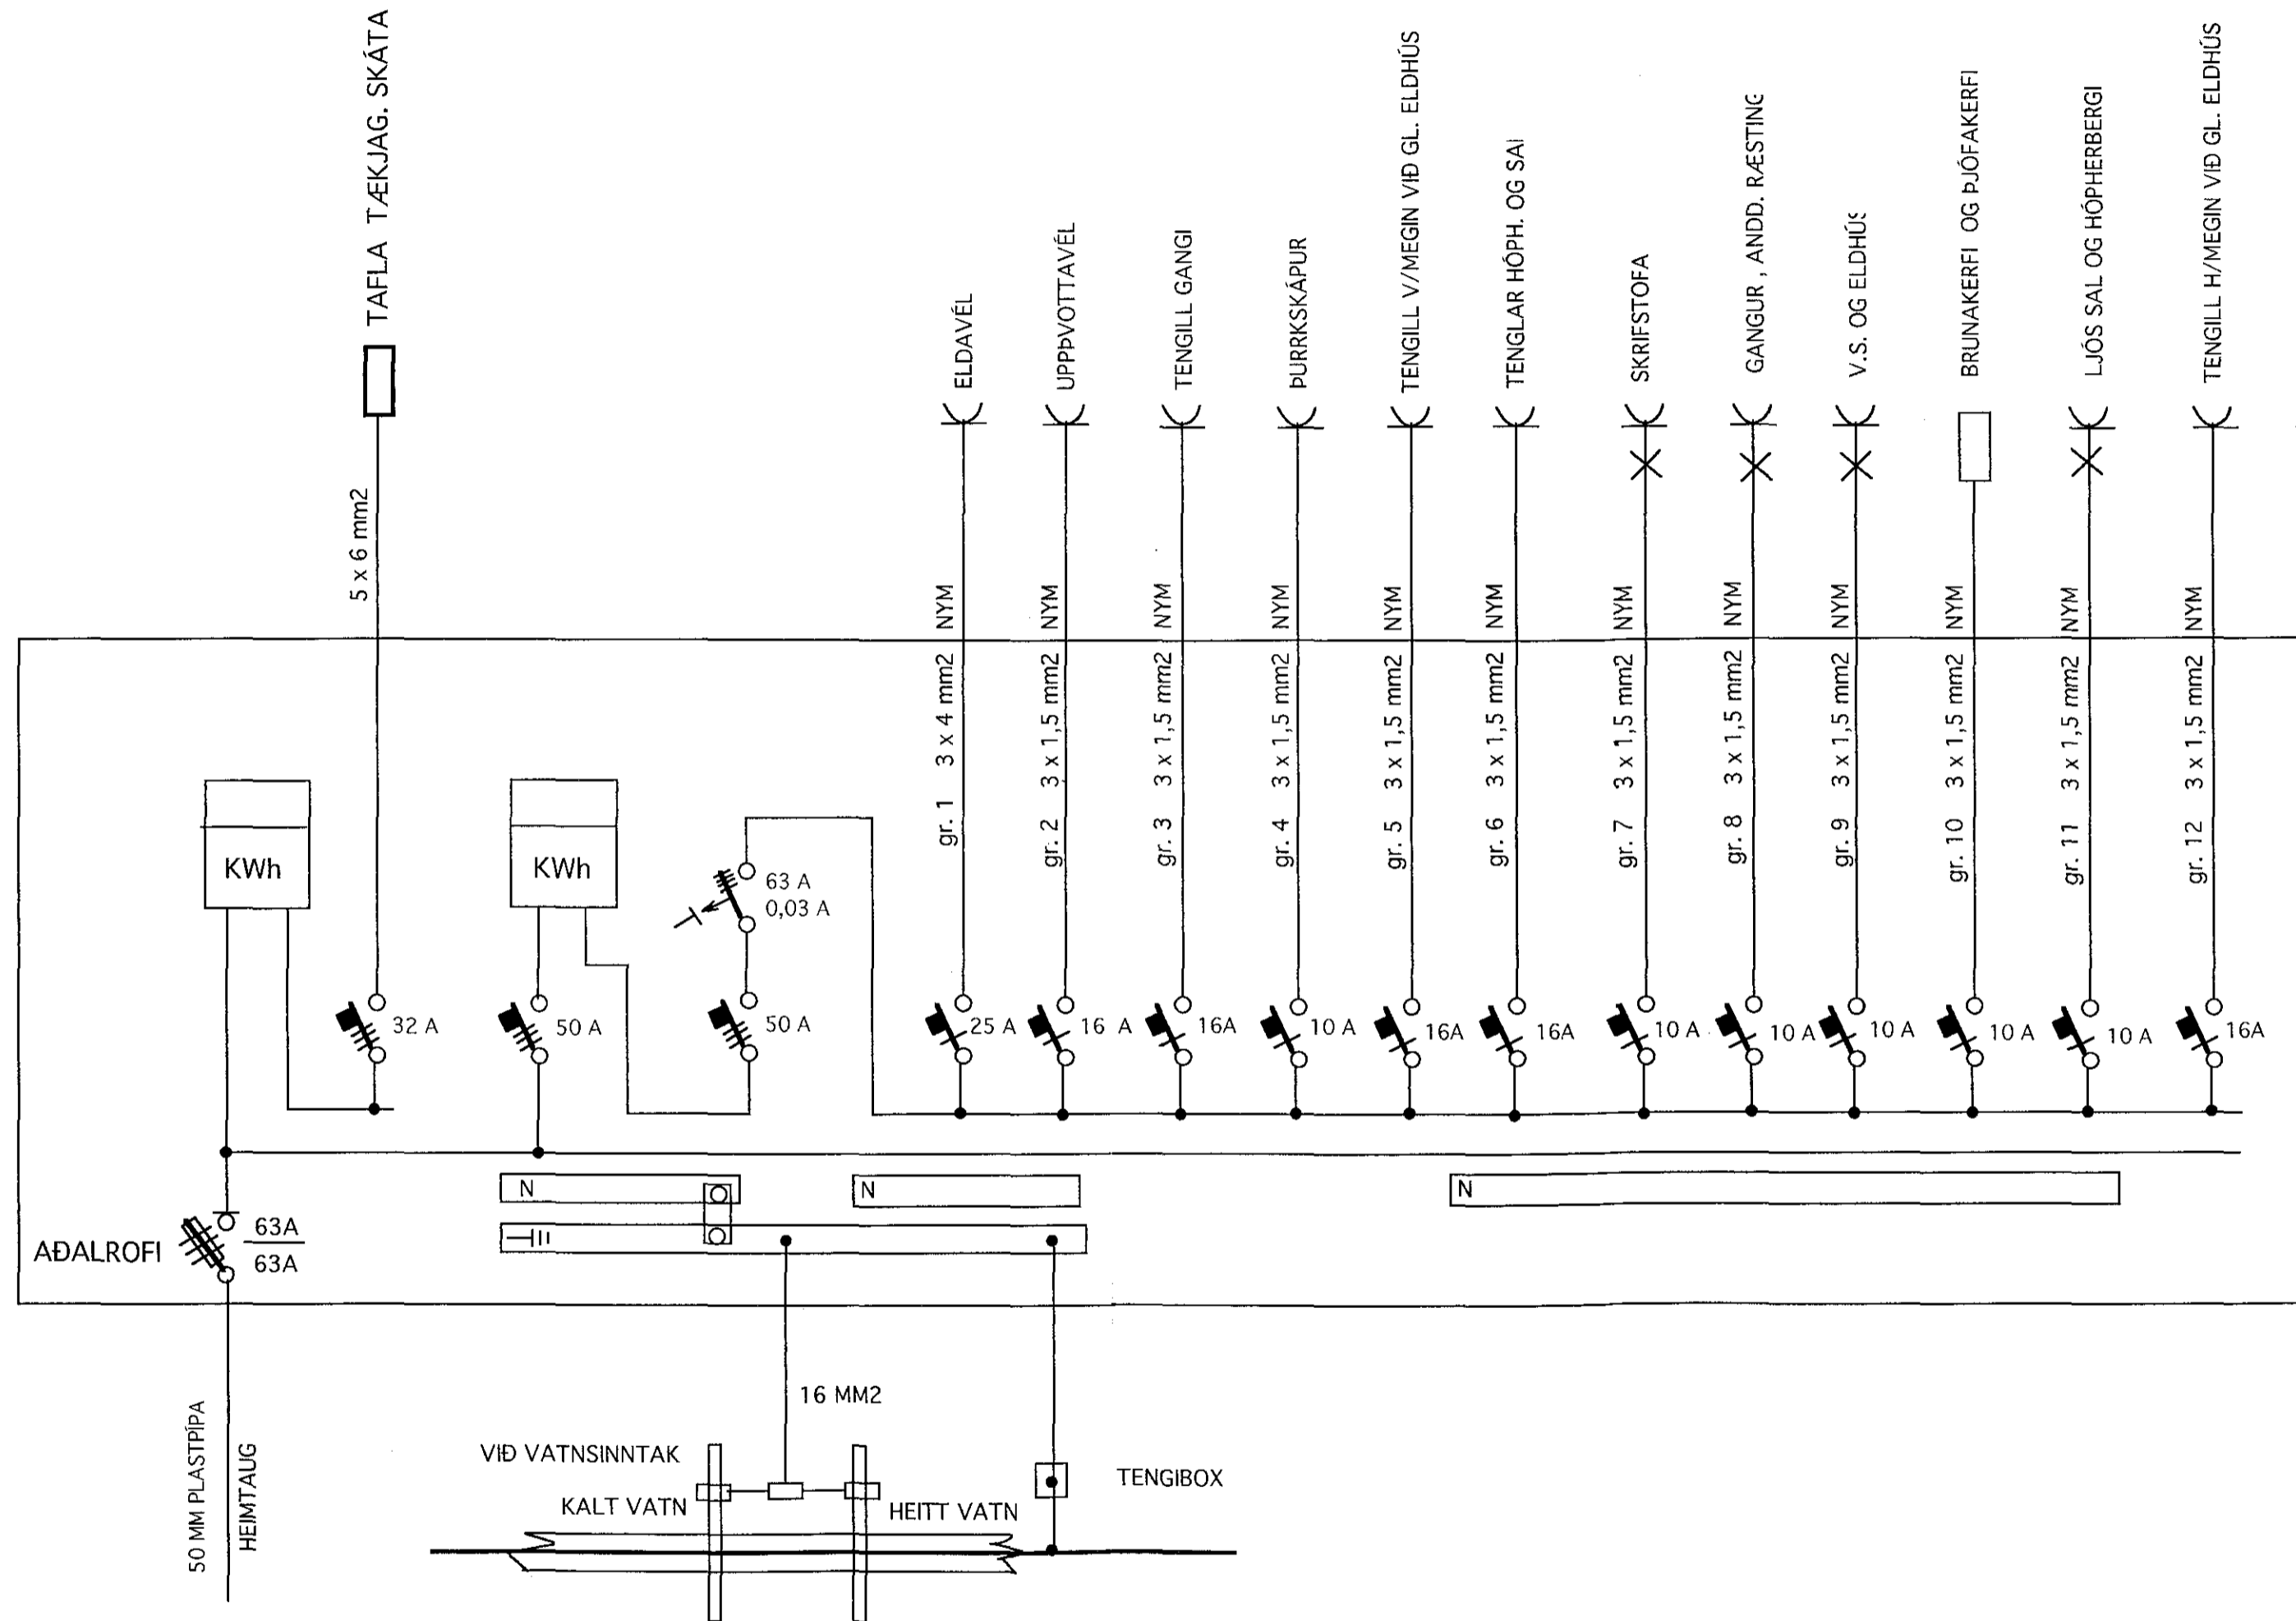 TAFLA TÆKJAG. SKÁTA
5 x 6 mm2
ELDAVÉL
UPPÞVOTTAVÉL
TENGILL GANGI
ÞURRKSKÁPUR
TENGILL V/MEGIN VIÐ GL. ELDHÚS
TENGLAR HÓPH. OG SAL
SKRIFSTOFA
GANGUR , ANDD. RÆSTING
V.S. OG ELDHÚS
BRUNAKERFI OG ÞJÓFAKERFI
LJÓS SAL OG HÓPHERBERGI
TENGILL H/MEGIN VIÐ GL. ELDHÚS
gr. 1 3 x 4 mm2 NYM
gr. 2 3 x 1,5 mm2 NYM
gr. 3 3 x 1,5 mm2 NYM
gr. 4 3 x 1,5 mm2 NYM
gr. 5 3 x 1,5 mm2 NYM
gr. 6 3 x 1,5 mm2 NYM
gr. 7 3 x 1,5 mm2 NYM
gr. 8 3 x 1,5 mm2 NYM
gr. 9 3 x 1,5 mm2 NYM
gr. 10 3 x 1,5 mm2 NYM
gr. 11 3 x 1,5 mm2 NYM
gr. 12 3 x 1,5 mm2 NYM
KWh
KWh
63 A
0,03 A
32 A
50 A
50 A
25 A
16 A
16A
10 A
16A
16A
10 A
10 A
10 A
10 A
10 A
16A
N
N
N
AÐALROFI
63A
63A
50 MM PLASTPÍPA
HEIMTAUG
16 MM2
VIÐ VATNSINNTAK
KALT VATN
HEITT VATN
TENGIBOX